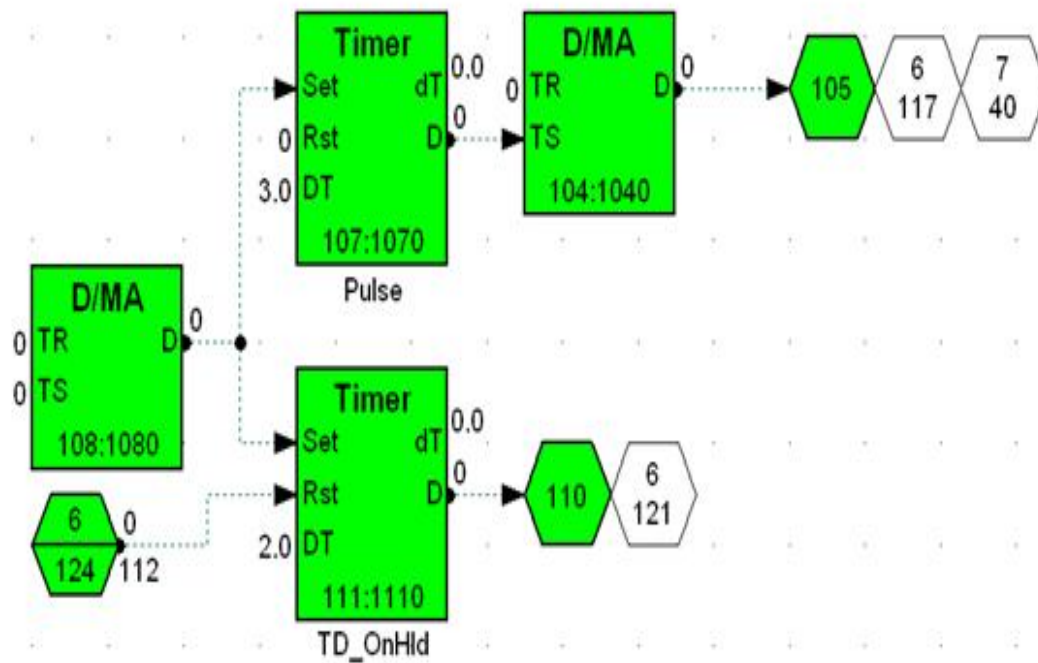 Timer
0.0
Set dT
0
0 Rst D
3.0 DT
107:1070
Pulse
D/MA
0
0 TR D
TS
104:1040
105
6
117
7
40
D/MA
0
0 TR D
0 TS
108:1080
Timer
0.0
Set dT
0
Rst D
2.0 DT
111:1110
TD_OnHld
6
0
124
112
110
6
121